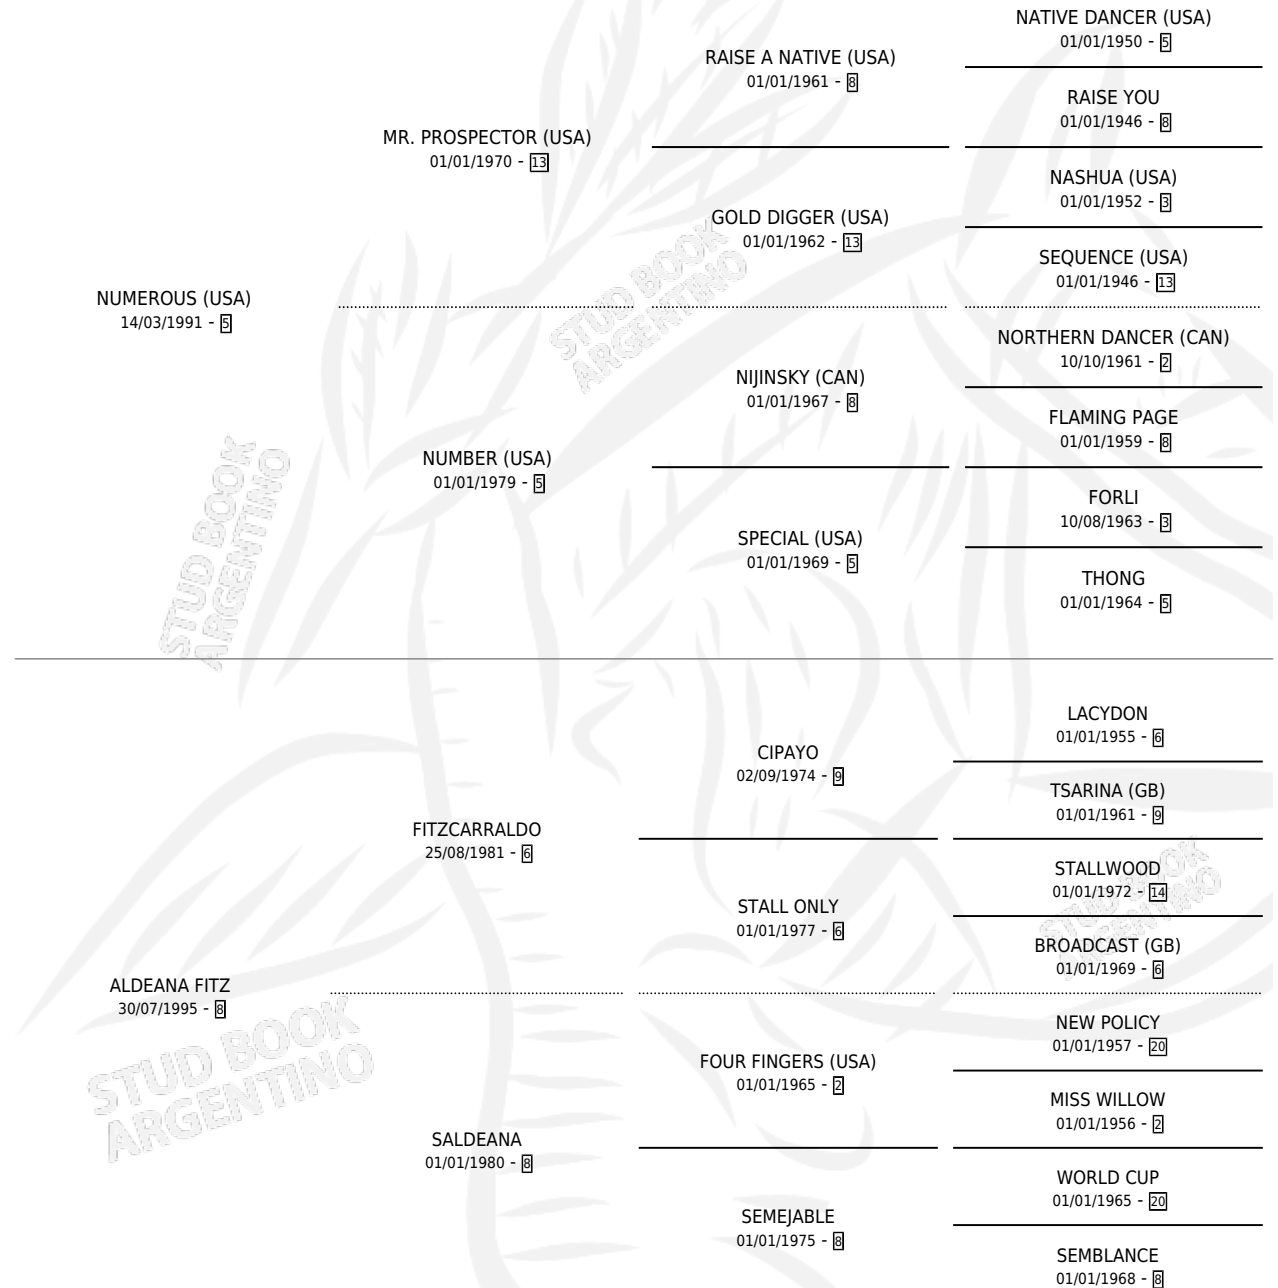 NATIVE DANCER (USA)
01/01/1950 - 5
RAISE A NATIVE (USA)
01/01/1961 - 8
RAISE YOU
01/01/1946 - 8
MR. PROSPECTOR (USA)
01/01/1970 - 13
NASHUA (USA)
01/01/1952 - 3
GOLD DIGGER (USA)
01/01/1962 - 13
SEQUENCE (USA)
01/01/1946 - 13
NUMEROUS (USA)
14/03/1991 - 5
STUD BOOK
ARGENTINO
NORTHERN DANCER (CAN)
10/10/1961 - 2
NIJINSKY (CAN)
01/01/1967 - 8
FLAMING PAGE
01/01/1959 - 8
NUMBER (USA)
01/01/1979 - 5
FORLI
10/08/1963 - 3
SPECIAL (USA)
01/01/1969 - 5
THONG
01/01/1964 - 5
STUD BOOK
ARGENTINO
LACYDON
01/01/1955 - 6
CIPAYO
02/09/1974 - 9
TSARINA (GB)
01/01/1961 - 9
FITZCARRALDO
25/08/1981 - 6
STALLWOOD
01/01/1972 - 14
STALL ONLY
01/01/1977 - 6
STUD BOOK
ARGENTINO
BROADCAST (GB)
01/01/1969 - 6
ALDEANA FITZ
30/07/1995 - 8
STUD BOOK
ARGENTINO
NEW POLICY
01/01/1957 - 20
FOUR FINGERS (USA)
01/01/1965 - 2
MISS WILLOW
01/01/1956 - 2
SALDEANA
01/01/1980 - 8
WORLD CUP
01/01/1965 - 20
SEMEJABLE
01/01/1975 - 8
SEMBLANCE
01/01/1968 - 8